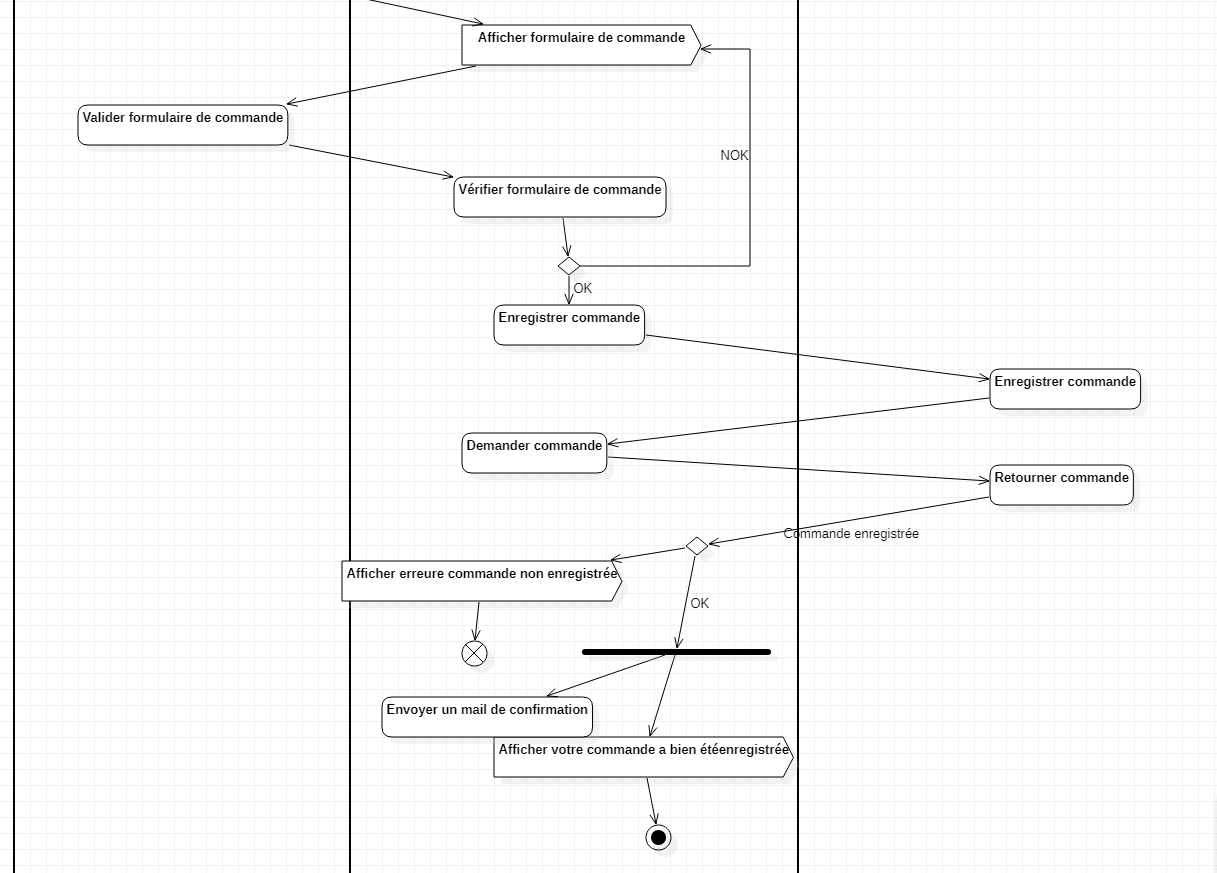 Afficher formulaire de commande
Valider formulaire de commande
NOK
Vérifier formulaire de commande
OK
Enregistrer commande
Enregistrer commande
Demander commande
Retourner commande
Commande enregistrée
Afficher erreure commande non enregistrée
OK
Envoyer un mail de confirmation
Afficher votre commande a bien étéenregistrée